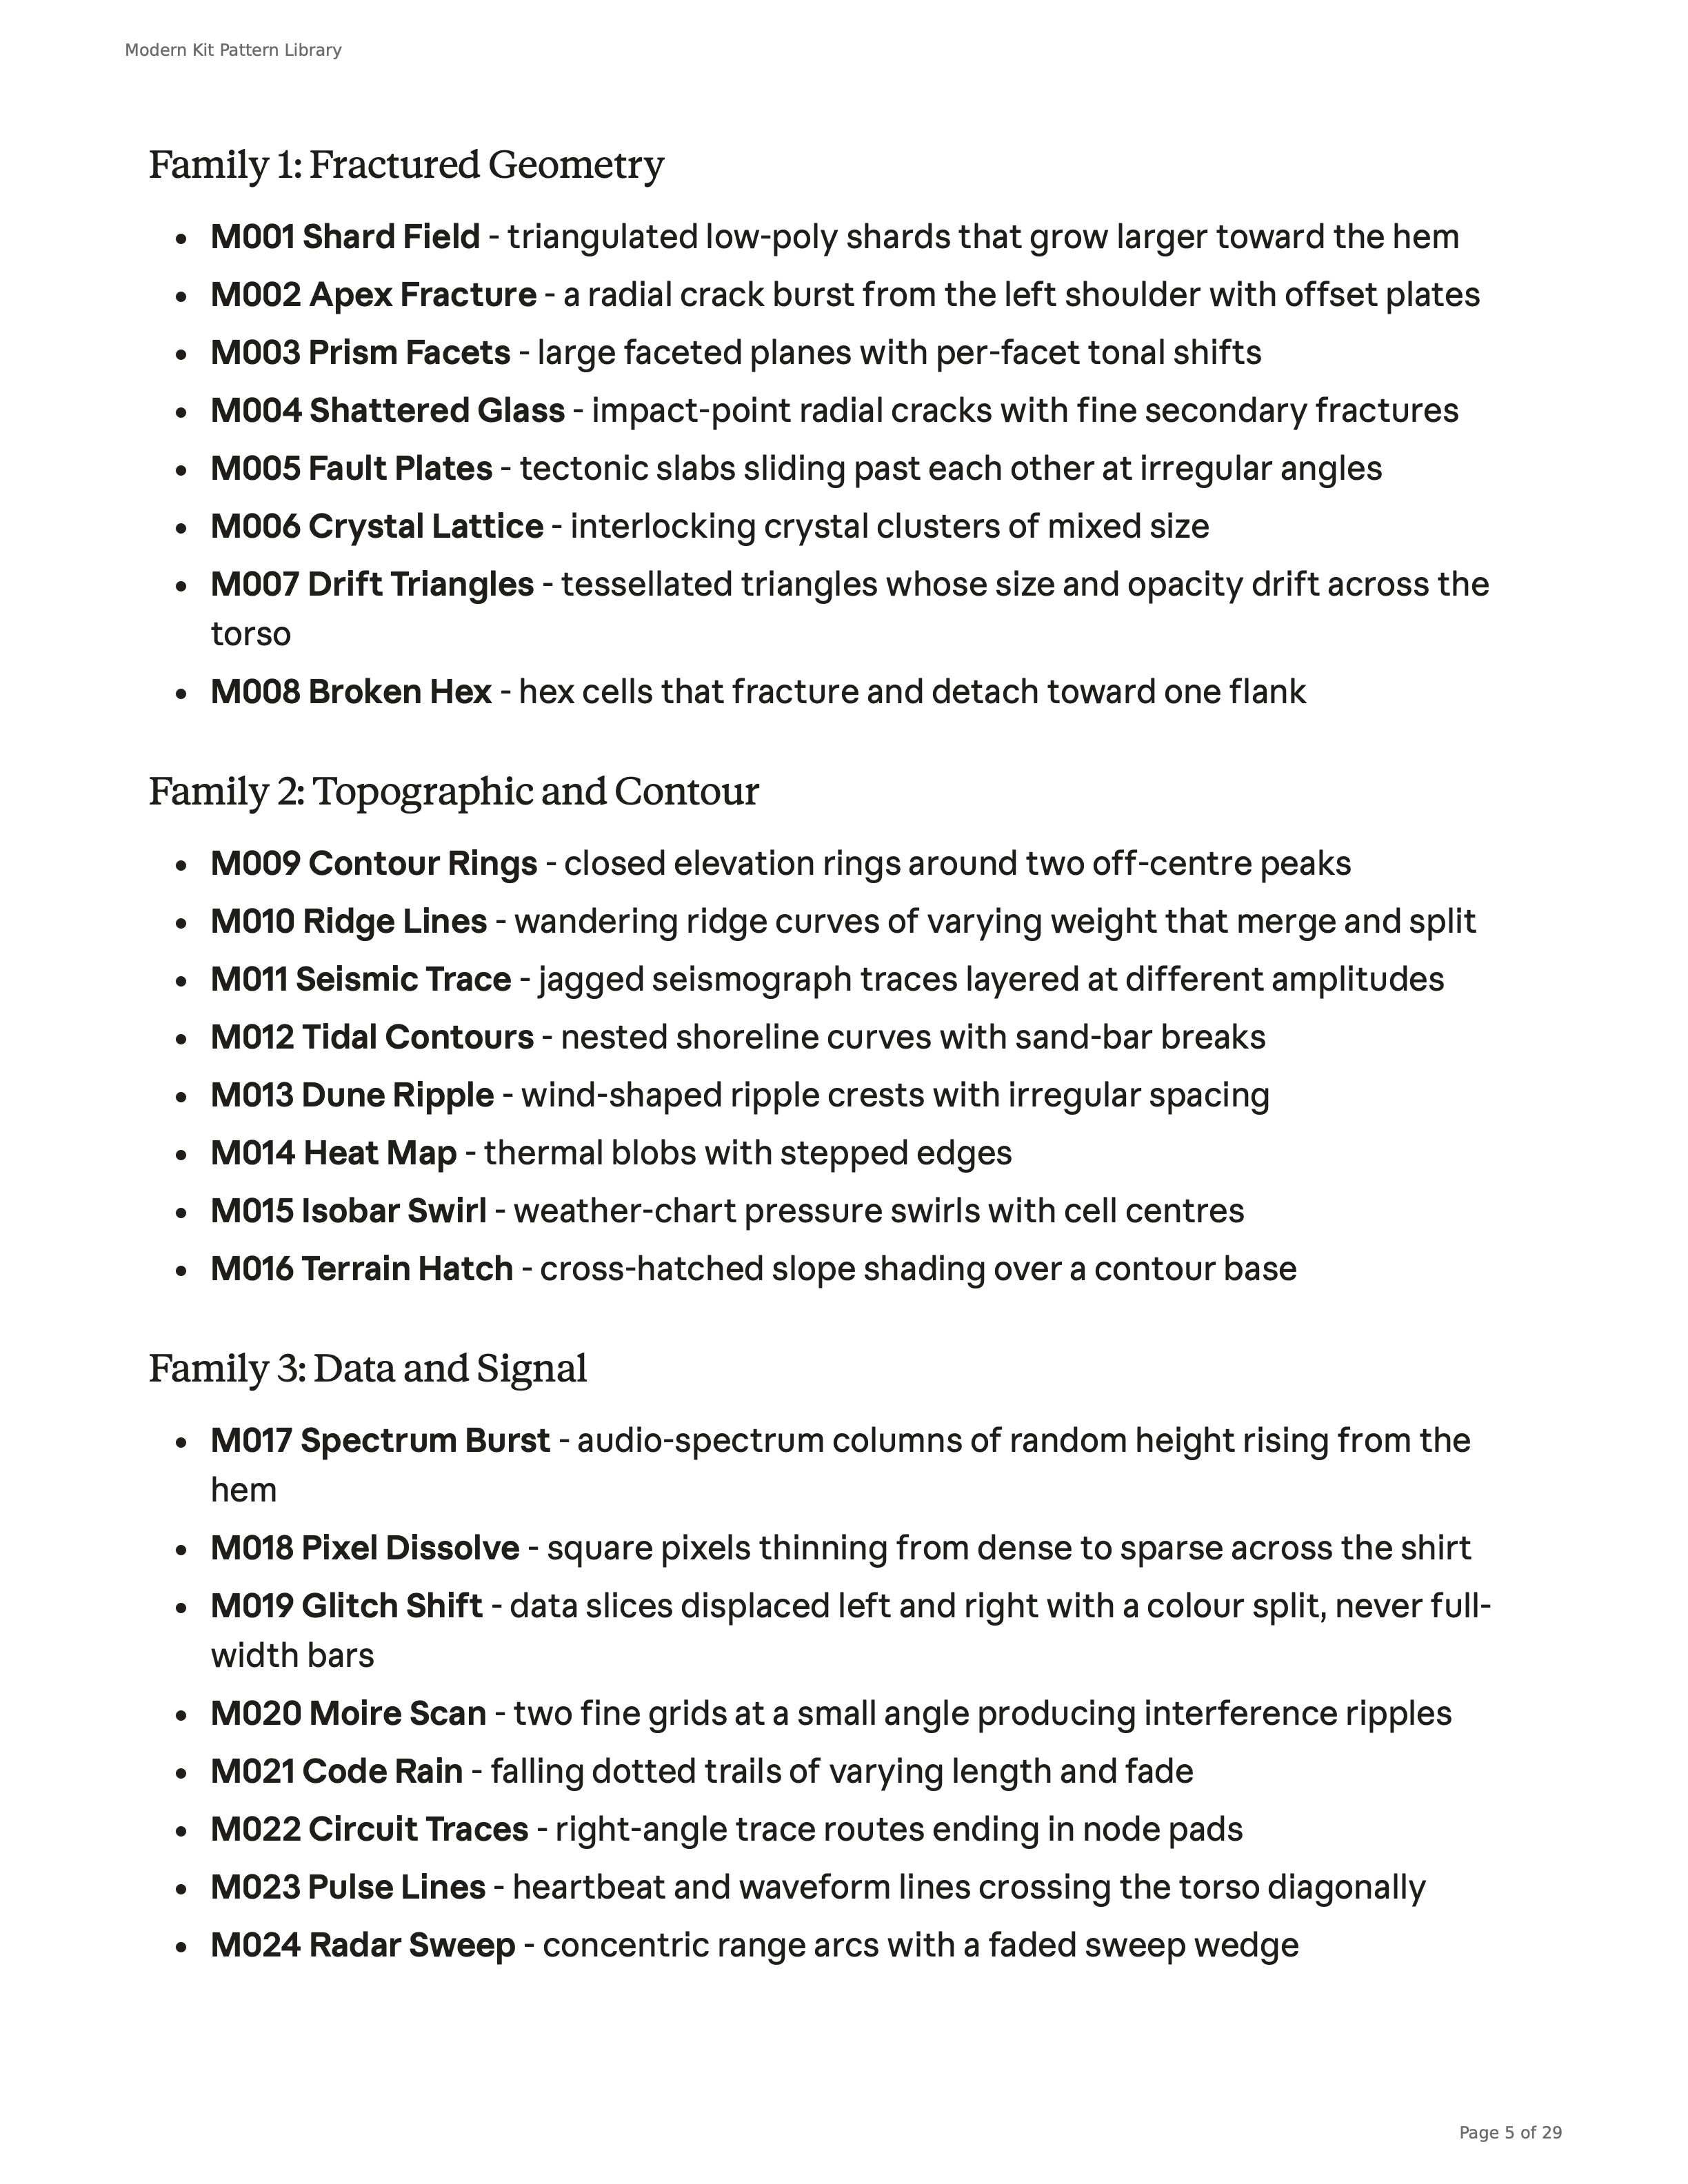 Modern Kit Pattern Library
Family 1: Fractured Geometry
• M001 Shard Field - triangulated low-poly shards that grow larger toward the hem
• M002 Apex Fracture - a radial crack burst from the left shoulder with offset plates
• M003 Prism Facets - large faceted planes with per-facet tonal shifts
• M004 Shattered Glass - impact-point radial cracks with fine secondary fractures
• M005 Fault Plates - tectonic slabs sliding past each other at irregular angles
• M006 Crystal Lattice - interlocking crystal clusters of mixed size
• M007 Drift Triangles - tessellated triangles whose size and opacity drift across the
torso
• M008 Broken Hex - hex cells that fracture and detach toward one flank
Family 2: Topographic and Contour
• M009 Contour Rings - closed elevation rings around two off-centre peaks
• M010 Ridge Lines - wandering ridge curves of varying weight that merge and split
• M011 Seismic Trace - jagged seismograph traces layered at different amplitudes
• M012 Tidal Contours - nested shoreline curves with sand-bar breaks
• M013 Dune Ripple - wind-shaped ripple crests with irregular spacing
• M014 Heat Map - thermal blobs with stepped edges
• M015 Isobar Swirl - weather-chart pressure swirls with cell centres
• M016 Terrain Hatch - cross-hatched slope shading over a contour base
Family 3: Data and Signal
• M017 Spectrum Burst - audio-spectrum columns of random height rising from the
hem
• M018 Pixel Dissolve - square pixels thinning from dense to sparse across the shirt
• M019 Glitch Shift - data slices displaced left and right with a colour split, never full-
width bars
• M020 Moire Scan - two fine grids at a small angle producing interference ripples
• M021 Code Rain - falling dotted trails of varying length and fade
• M022 Circuit Traces - right-angle trace routes ending in node pads
• M023 Pulse Lines - heartbeat and waveform lines crossing the torso diagonally
• M024 Radar Sweep - concentric range arcs with a faded sweep wedge
Page 5 of 29